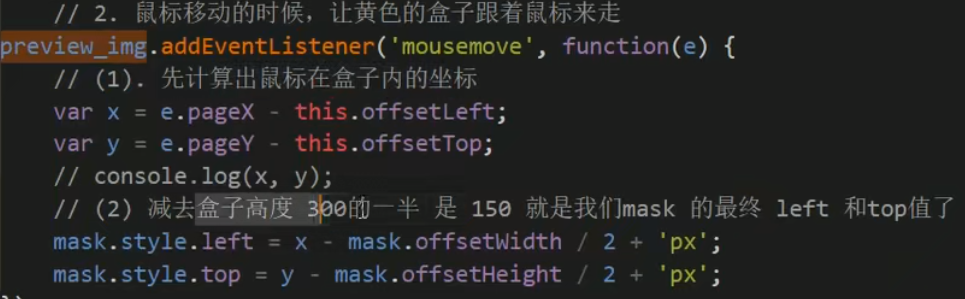 // 2. 鼠标移动的时候，让黄色的盒子跟着鼠标来走
preview_img.addEventListener('mousemove', function(e) {
// (1). 先计算出鼠标在盒子内的坐标
var x = e.pageX - this.offsetLeft;
var y = e.pageY - this.offsetTop;
// console.log(x, y);
// (2) 减去盒子高度 300的一半 是 150 就是我们mask 的最终 left 和top值了
mask.style.left = x - mask.offsetWidth / 2 + 'px';
mask.style.top = y - mask.offsetHeight / 2 + 'px';